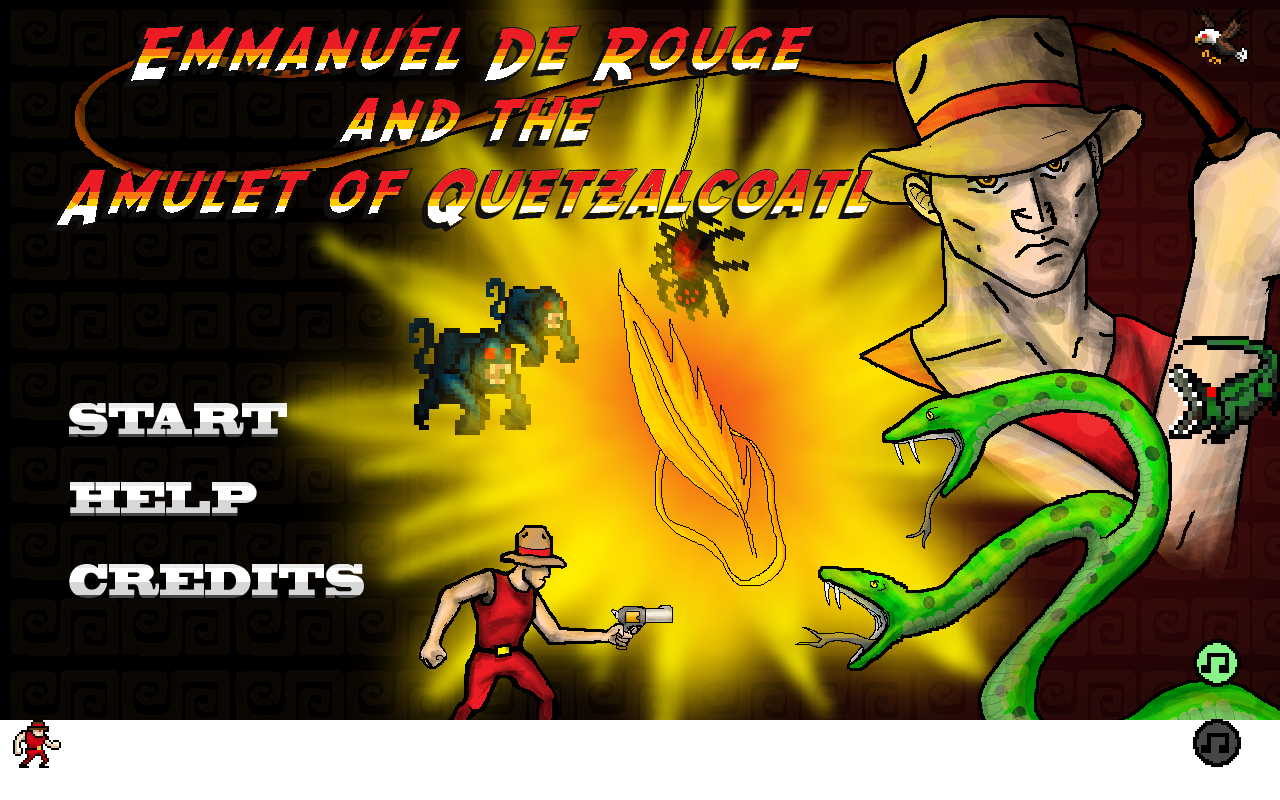 Emmanuel De Rouge
and the
Amulet of Quetzalcoatl
START
HELP
CREDITS